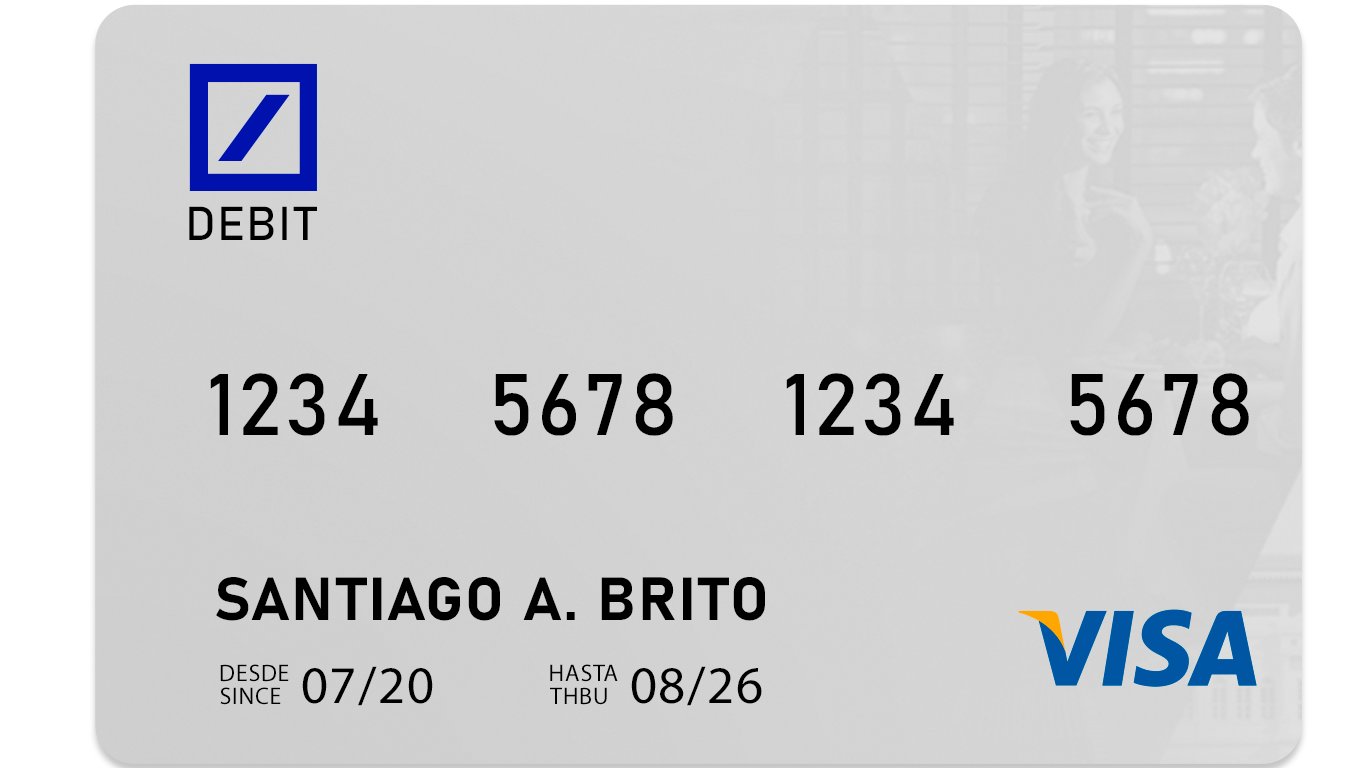 DEBIT
1234 5678 1234 5678
SANTIAGO A. BRITO
DESDE
SINCE 07/20
HASTA
THBU 08/26
VISA